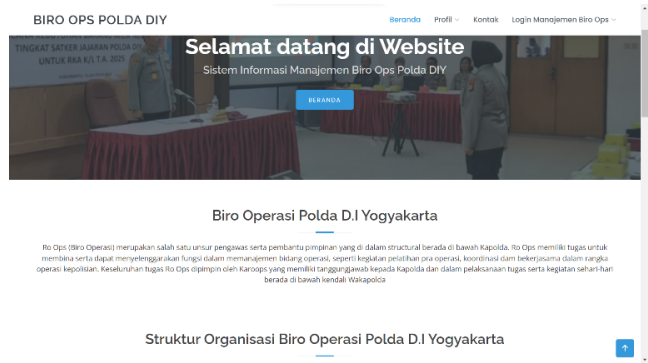 BIRO OPS POLDA DIY
Beranda Profil Kontak Login Manajemen Biro Ops
TINGKAT SATKER JAJARAN POLDA
UNTUK RKA K/L T.A. 2025
Selamat datang di Website
Sistem Informasi Manajemen Biro Ops Polda DIY
BERANDA
Biro Operasi Polda D.I Yogyakarta
Ro Ops (Biro Operasi) merupakan salah satu unsur pengawas serta pembantu pimpinan yang di dalam structural berada di bawah Kapolda. Ro Ops memiliki tugas untuk
membina serta dapat menyelenggarakan fungsi dalam memanajemen bidang operasi, seperti kegiatan pelatihan pra operasi, koordinasi dam bekerjasama dalam rangka
operasi kepolisian. Keseluruhan tugas Ro Ops dipimpin oleh Karoops yang memiliki tanggungjawab kepada Kapolda dan dalam pelaksanaan tugas serta kegiatan sehari-hari
berada di bawah kendali Wakapolda
Struktur Organisasi Biro Operasi Polda D.I Yogyakarta